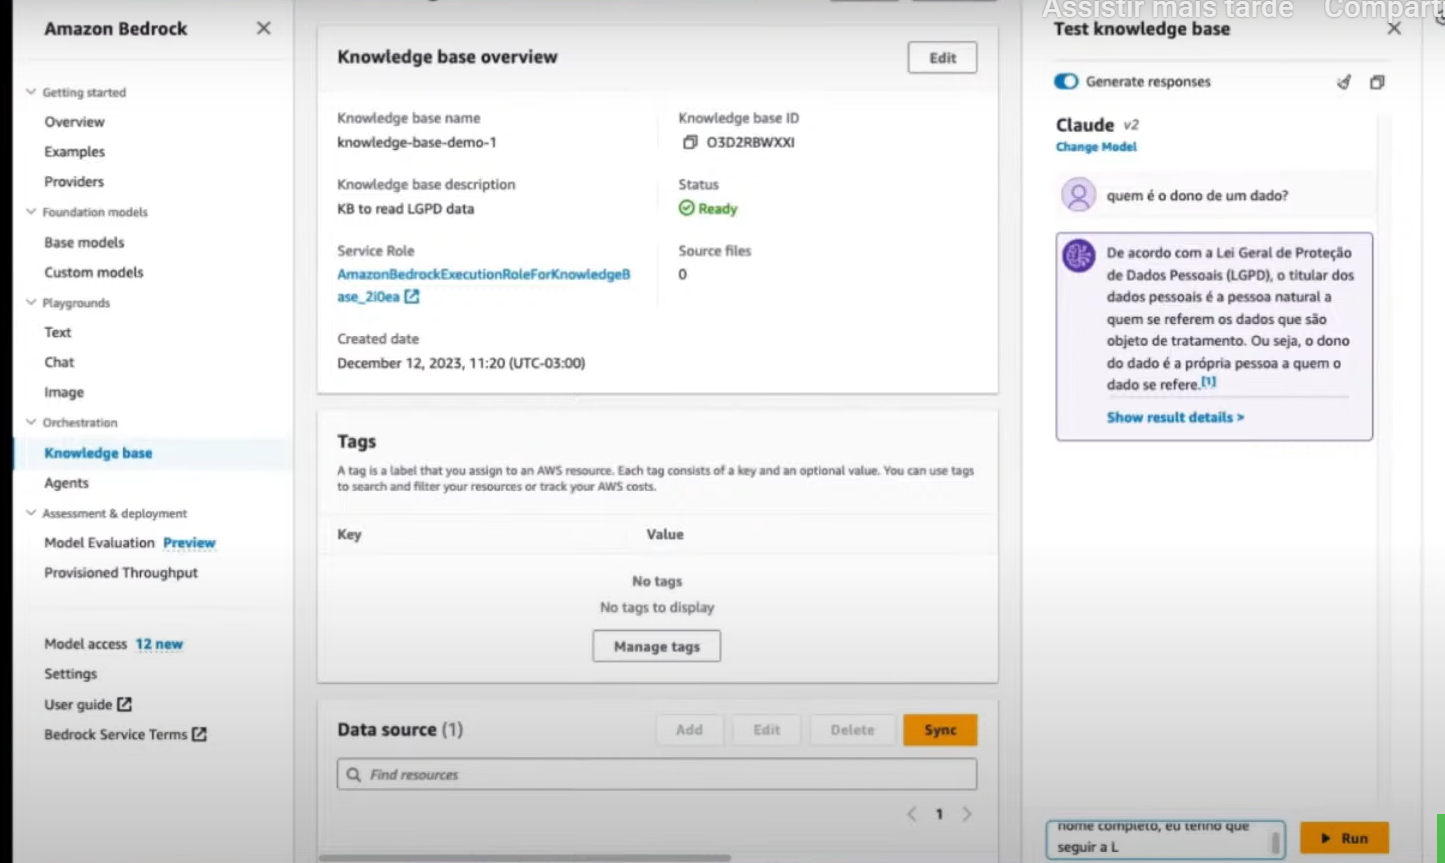 Assistir mais tarde
Amazon Bedrock
Getting started
Overview
Examples
Providers
Foundation models
Base models
Custom models
Playgrounds
Text
Chat
Image
Orchestration
Knowledge base
Agents
Assessment & deployment
Model Evaluation Preview
Provisioned Throughput
Model access 12 new
Settings
User guide
Bedrock Service Terms
Knowledge base overview
Edit
Knowledge base name
knowledge-base-demo-1
Knowledge base ID
O3D2RBWXXI
Knowledge base description
KB to read LGPD data
Status
Ready
Service Role
AmazonBedrockExecutionRoleForKnowledgeB
ase_2i0ea
Source files
0
Created date
December 12, 2023, 11:20 (UTC-03:00)
Tags
A tag is a label that you assign to an AWS resource. Each tag consists of a key and an optional value. You can use tags
to search and filter your resources or track your AWS costs.
Key Value
No tags
No tags to display
Manage tags
Data source (1)
Add Edit Delete Sync
Find resources
1
Test knowledge base
Generate responses
Claude v2
Change Model
quem é o dono de um dado?
De acordo com a Lei Geral de Proteção
de Dados Pessoais (LGPD), o titular dos
dados pessoais é a pessoa natural a
quem se referem os dados que são
objeto de tratamento. Ou seja, o dono
do dado é a própria pessoa a quem o
dado se refere.[1]
Show result details >
nome completo, eu tenho que
seguir a L
Run